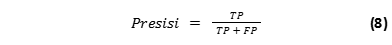 Presisi = TP / TP + FP (8)